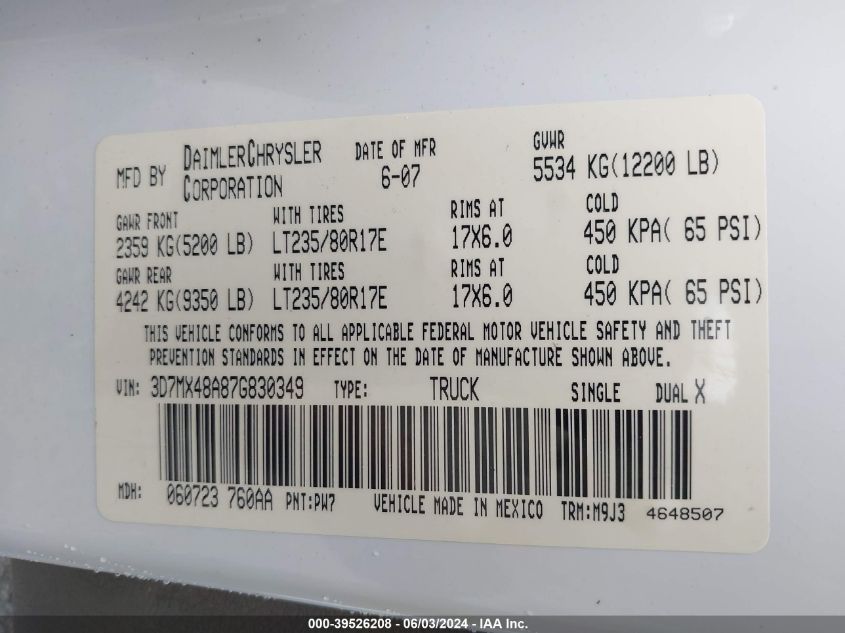 MFD BY DAIMLERCHRYSLER CORPORATION DATE OF MFR 6-07 GVWR 5534 KG(12200 LB)
GAWR FRONT WITH TIRES RIMS AT COLD
2359 KG(5200 LB) LT235/80R17E 17X6.0 450 KPA( 65 PSI)
GAWR REAR WITH TIRES RIMS AT COLD
4242 KG(9350 LB) LT235/80R17E 17X6.0 450 KPA( 65 PSI)
THIS VEHICLE CONFORMS TO ALL APPLICABLE FEDERAL MOTOR VEHICLE SAFETY AND THEFT
PREVENTION STANDARDS IN EFFECT ON THE DATE OF MANUFACTURE SHOWN ABOVE.
VIN: 3D7MX48A87G830349 TYPE: TRUCK SINGLE DUAL X
MDH: 060723 760AA PNT:PW7 VEHICLE MADE IN MEXICO TRM:M9J3 4648507
000-39526208 - 06/03/2024 - IAA Inc.